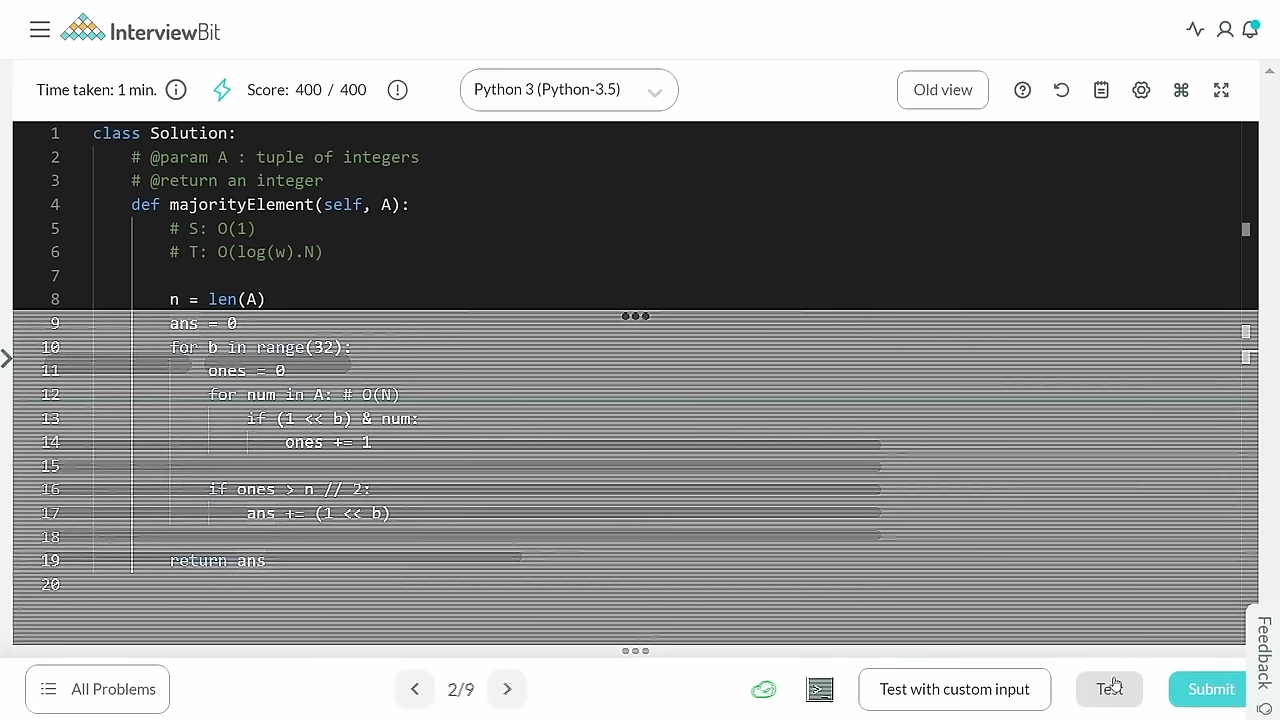 InterviewBit
Time taken: 1 min. Score: 400 / 400 Python 3 (Python-3.5) Old view
1 class Solution:
2 # @param A : tuple of integers
3 # @return an integer
4 def majorityElement(self, A):
5 # S: O(1)
6 # T: O(log(w).N)
7
8 n = len(A)
9 ans = 0
10 for b in range(32):
11 ones = 0
12 for num in A: # O(N)
13 if (1 << b) & num:
14 ones += 1
15
16 if ones > n // 2:
17 ans += (1 << b)
18
19 return ans
20
Feedback
All Problems 2/9 Test with custom input Test Submit